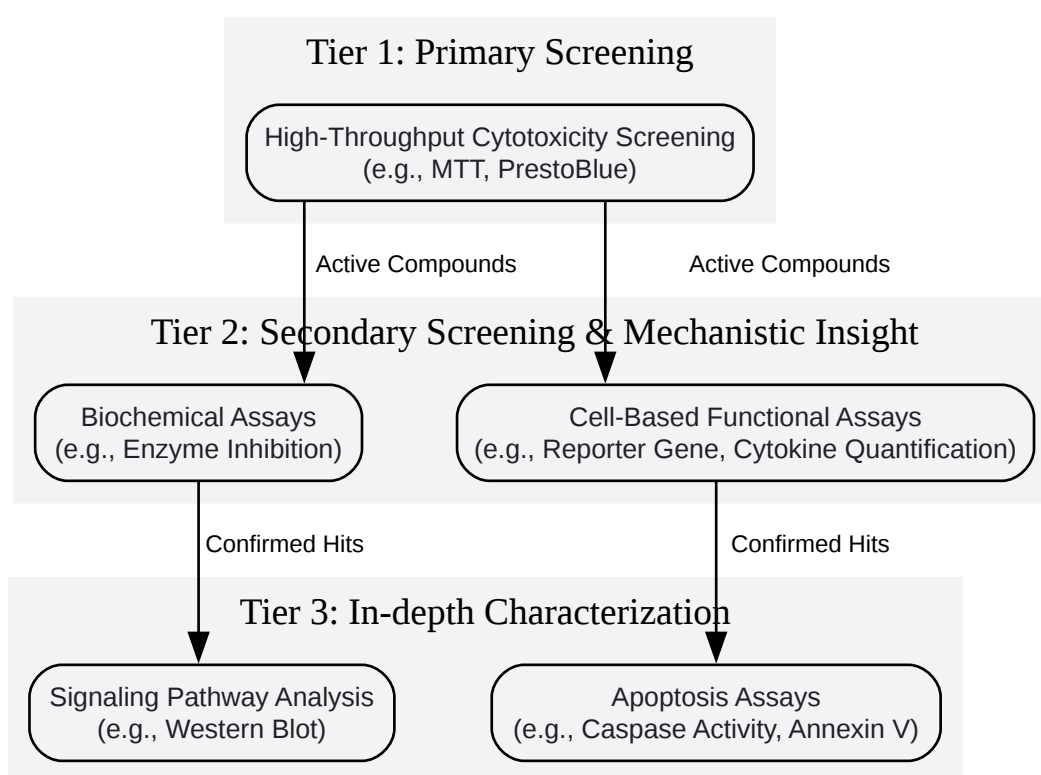 Tier 1: Primary Screening
High-Throughput Cytotoxicity Screening
(e.g., MTT, PrestoBlue)
Active Compounds
Active Compounds
Tier 2: Secondary Screening & Mechanistic Insight
Biochemical Assays
(e.g., Enzyme Inhibition)
Cell-Based Functional Assays
(e.g., Reporter Gene, Cytokine Quantification)
Confirmed Hits
Confirmed Hits
Tier 3: In-depth Characterization
Signaling Pathway Analysis
(e.g., Western Blot)
Apoptosis Assays
(e.g., Caspase Activity, Annexin V)